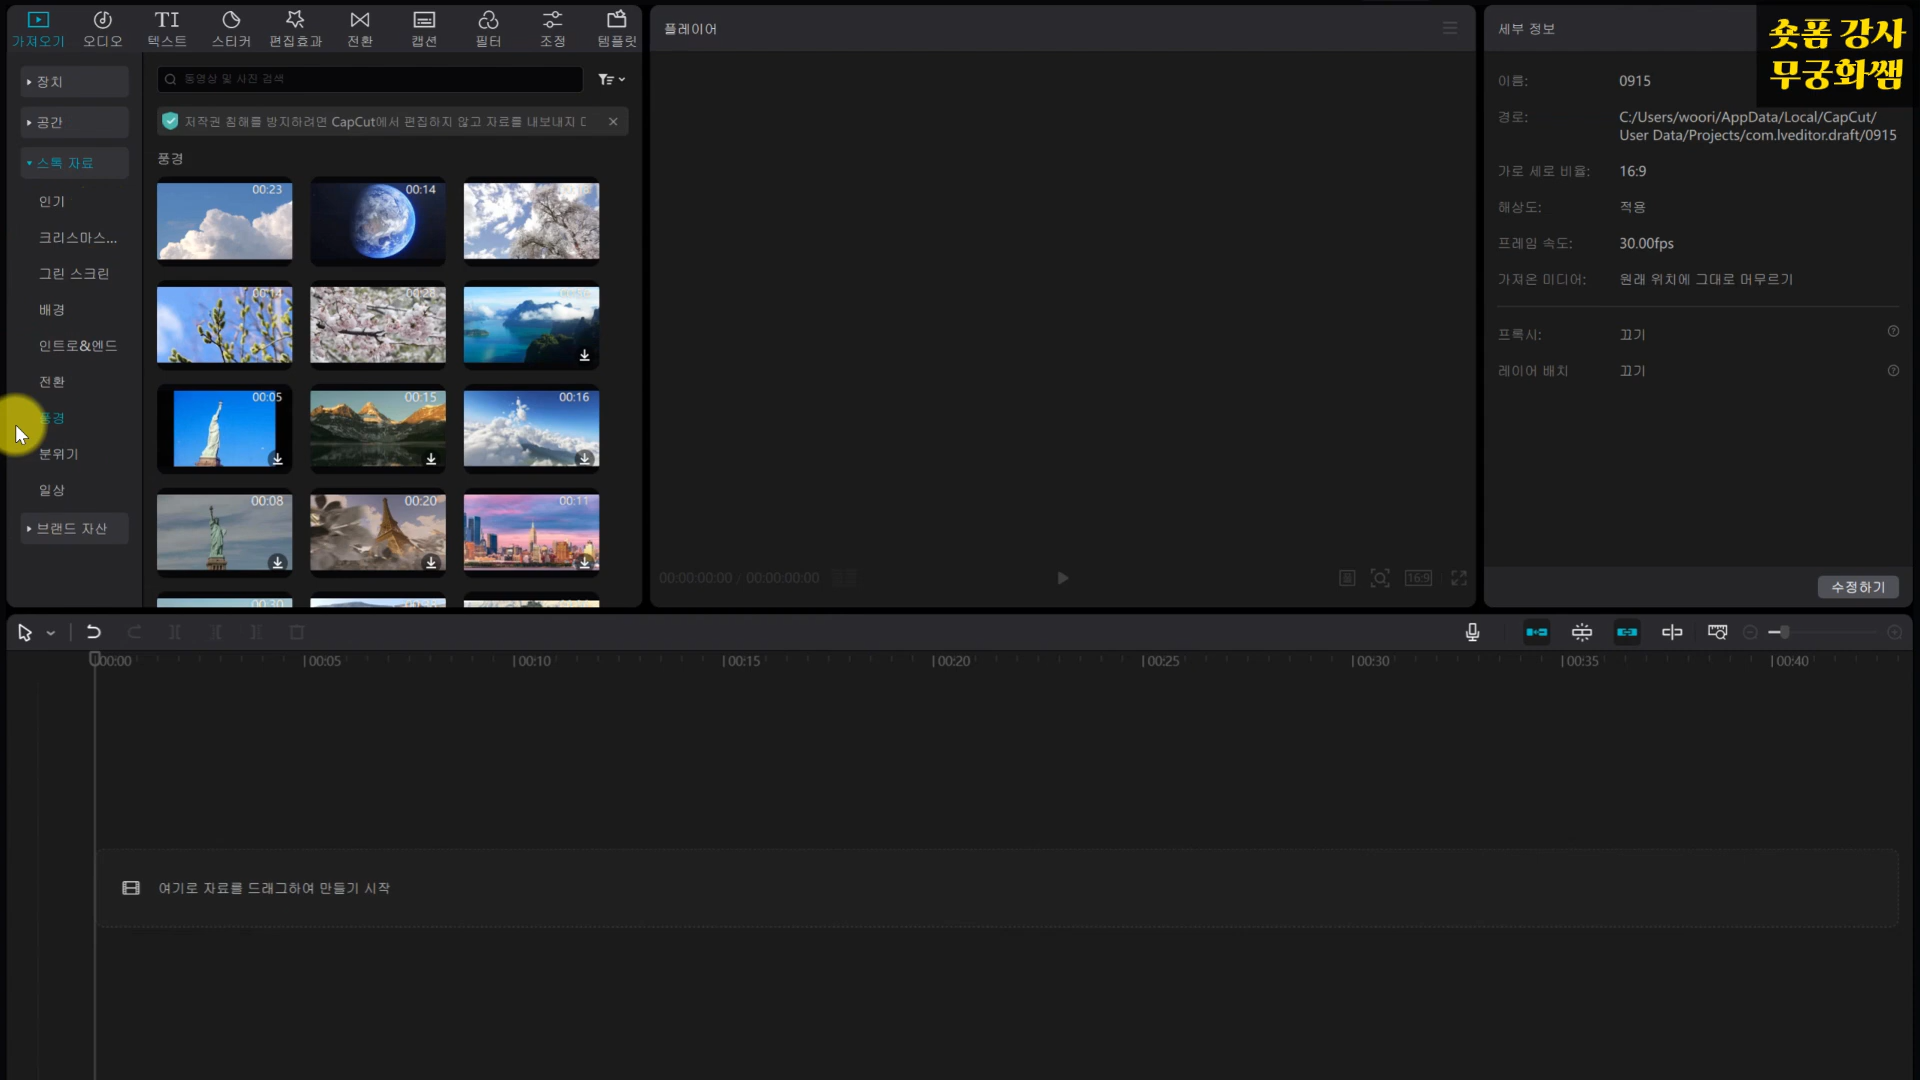 가져오기
오디오
텍스트
스티커
편집효과
전환
캡션
필터
조정
템플릿
장치
공간
스톡 자료
인기
크리스마스...
그린 스크린
배경
인트로&엔드
전환
풍경
분위기
일상
브랜드 자산
동영상 및 사진 검색
저작권 침해를 방지하려면 CapCut에서 편집하지 않고 자료를 내보내지
풍경
00:23
00:14
00:14
00:28
00:05
00:15
00:16
00:08
00:20
00:11
00:30
플레이어
00:00:00:00 / 00:00:00:00
16:9
세부 정보
숏폼 강사
무궁화쌤
이름: 0915
경로: C:/Users/woori/AppData/Local/CapCut/
User Data/Projects/com.lveditor.draft/0915
가로 세로 비율: 16:9
해상도: 적용
프레임 속도: 30.00fps
가져온 미디어: 원래 위치에 그대로 머무르기
프록시: 끄기
레이어 배치 끄기
수정하기
00:00 00:05 00:10 00:15 00:20 00:25 00:30 00:35 00:40
여기로 자료를 드래그하여 만들기 시작